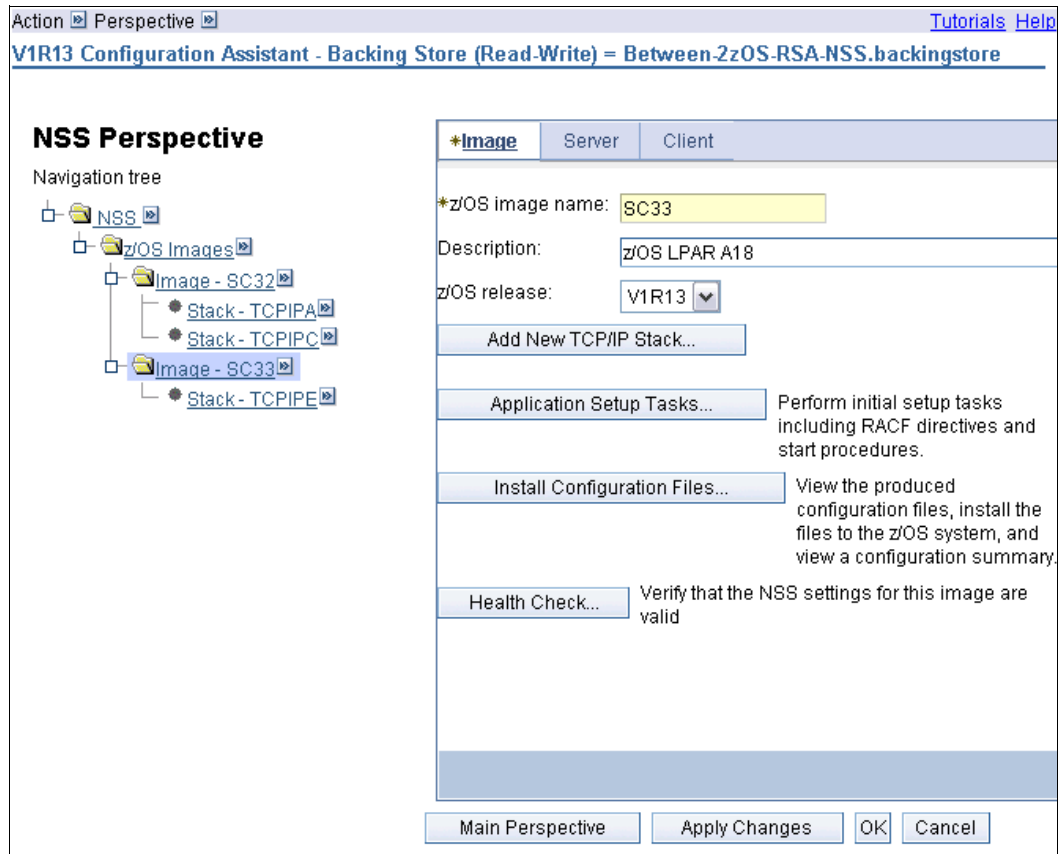 Action Perspective Tutorials Help
V1R13 Configuration Assistant - Backing Store (Read-Write) = Between-2zOS-RSA-NSS.backingstore
NSS Perspective
Navigation tree
NSS
z/OS Images
Image - SC32
Stack - TCPIPA
Stack - TCPIPC
Image - SC33
Stack - TCPIPE
*Image Server Client
*z/OS image name: SC33
Description: z/OS LPAR A18
z/OS release: V1R13
Add New TCP/IP Stack...
Application Setup Tasks...
Perform initial setup tasks
including RACF directives and
start procedures.
Install Configuration Files...
View the produced
configuration files, install the
files to the z/OS system, and
view a configuration summary.
Health Check...
Verify that the NSS settings for this image are
valid
Main Perspective Apply Changes OK Cancel